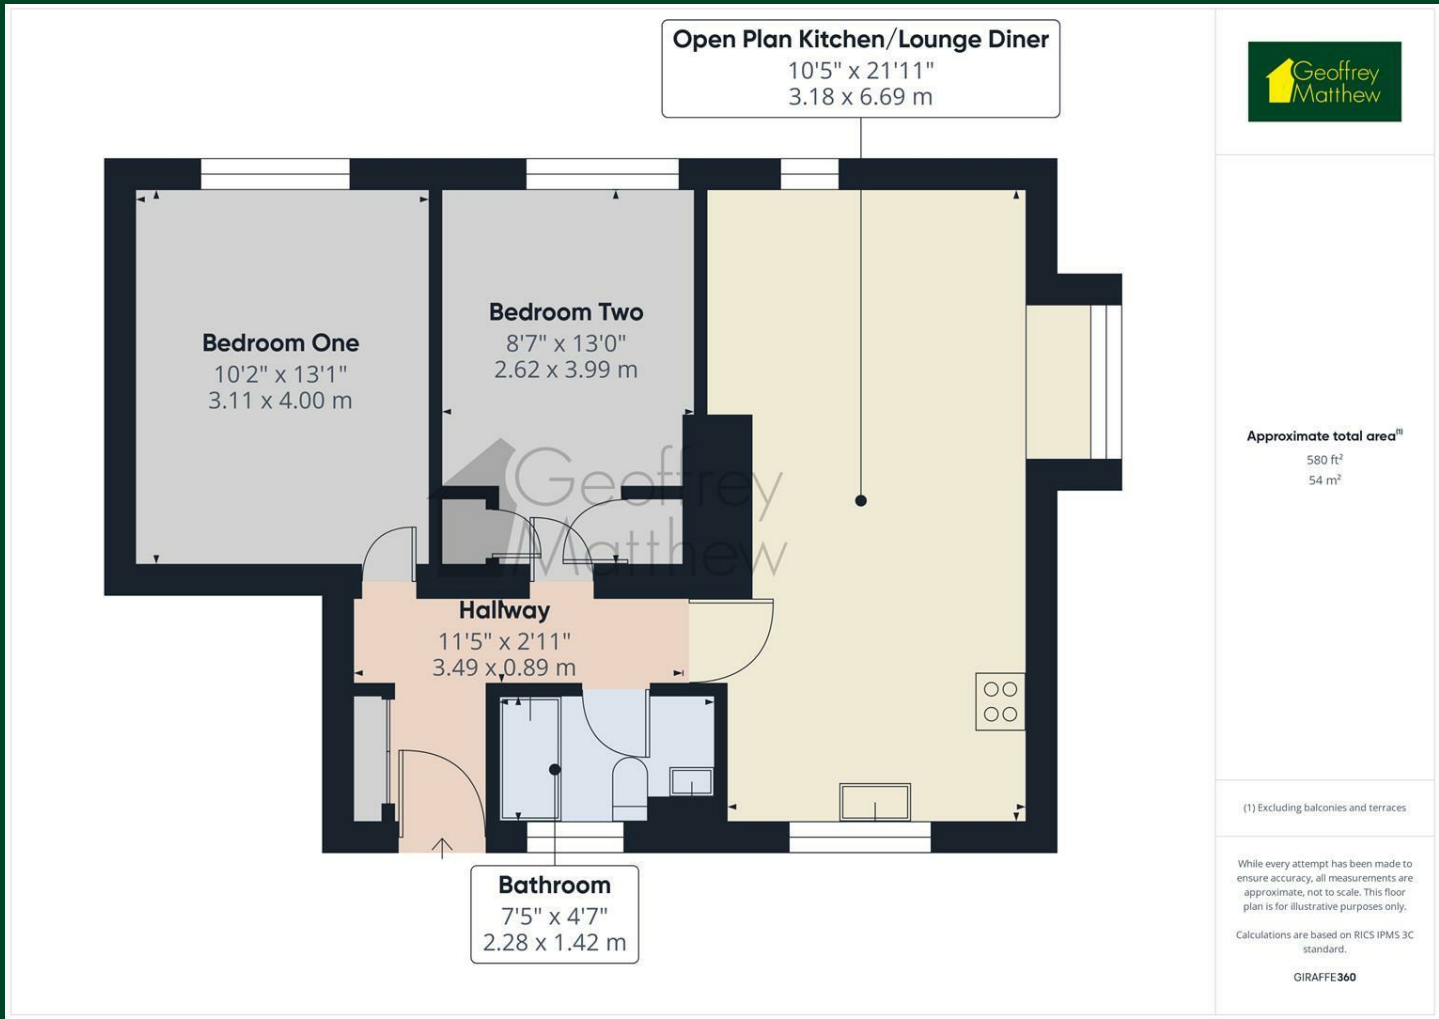 Open Plan Kitchen/Lounge Diner
10'5" x 21'11"
3.18 x 6.69 m
Geoffrey
Matthew
Bedroom One
10'2" x 13'1"
3.11 x 4.00 m
Bedroom Two
8'7" x 13'0"
2.62 x 3.99 m
Geoffrey
Matthew
Hallway
11'5" x 2'11"
3.49 x 0.89 m
Bathroom
7'5" x 4'7"
2.28 x 1.42 m
Approximate total area(1)
580 ft²
54 m²
(1) Excluding balconies and terraces
While every attempt has been made to
ensure accuracy, all measurements are
approximate, not to scale. This floor
plan is for illustrative purposes only.
Calculations are based on RICS IPMS 3C
standard.
GIRAFFE360